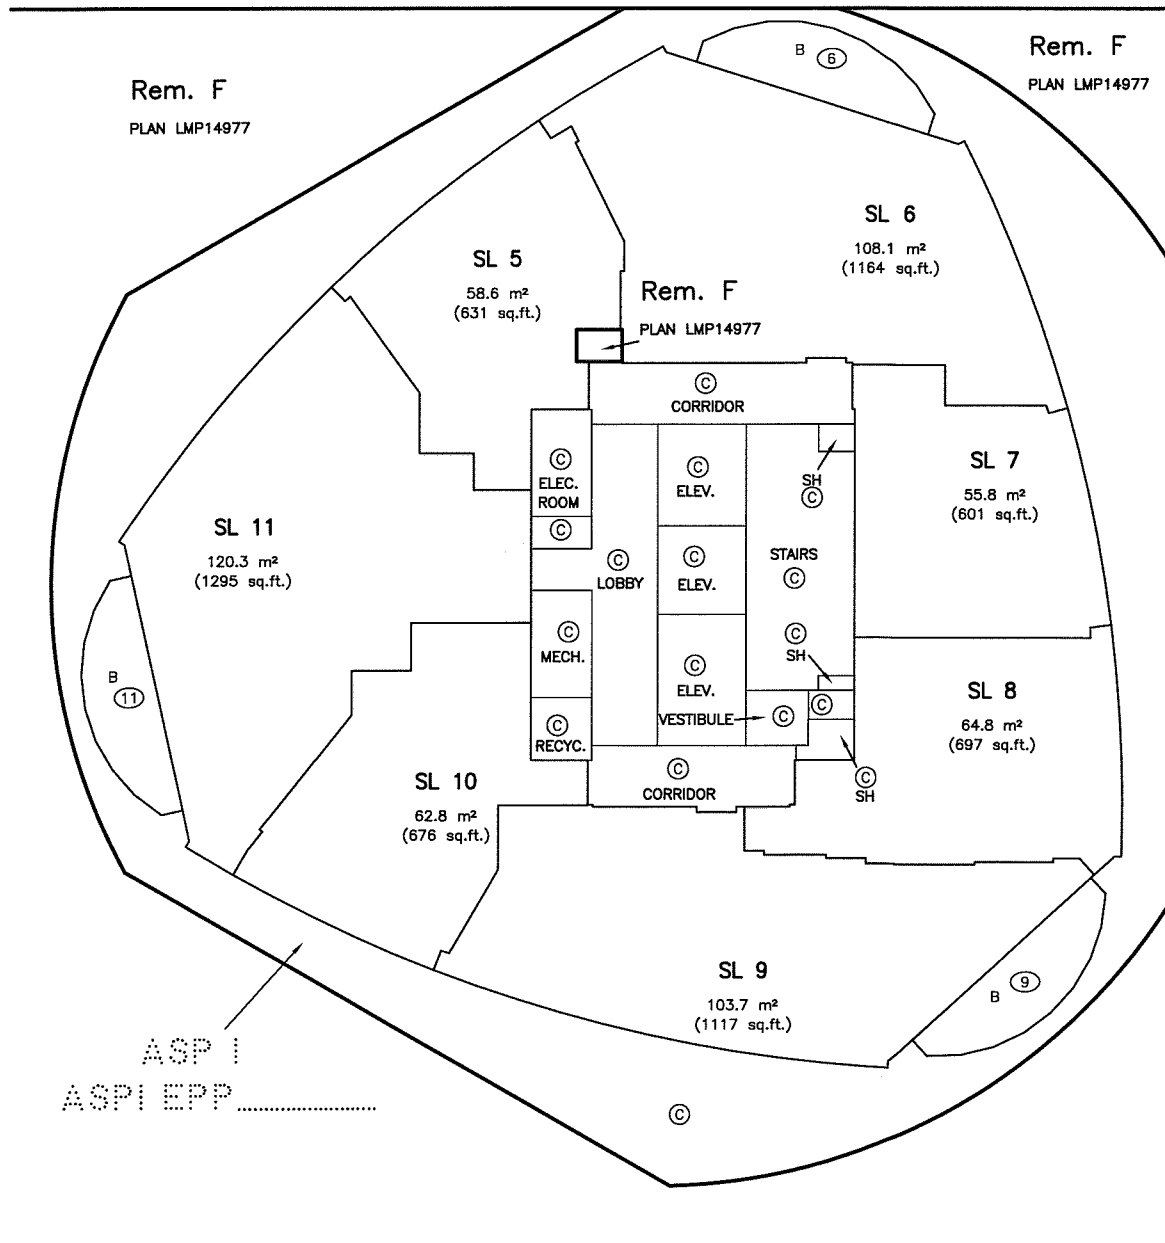 Rem. F
PLAN LMP14977
B 6
Rem. F
PLAN LMP14977
SL 6
108.1 m²
(1164 sq.ft.)
SL 5
58.6 m²
(631 sq.ft.)
Rem. F
PLAN LMP14977
C
CORRIDOR
C
ELEC.
ROOM
C
C
ELEV.
SH
C
SL 7
55.8 m²
(601 sq.ft.)
SL 11
120.3 m²
(1295 sq.ft.)
C
LOBBY
C
ELEV.
STAIRS
C
C
MECH.
C
SH
C
ELEV.
B
11
SL 8
64.8 m²
(697 sq.ft.)
C
RECYC.
VESTIBULE
C
C
C
SH
SL 10
62.8 m²
(676 sq.ft.)
C
CORRIDOR
SL 9
103.7 m²
(1117 sq.ft.)
B 9
ASP 1
ASP1 EPP......................
C